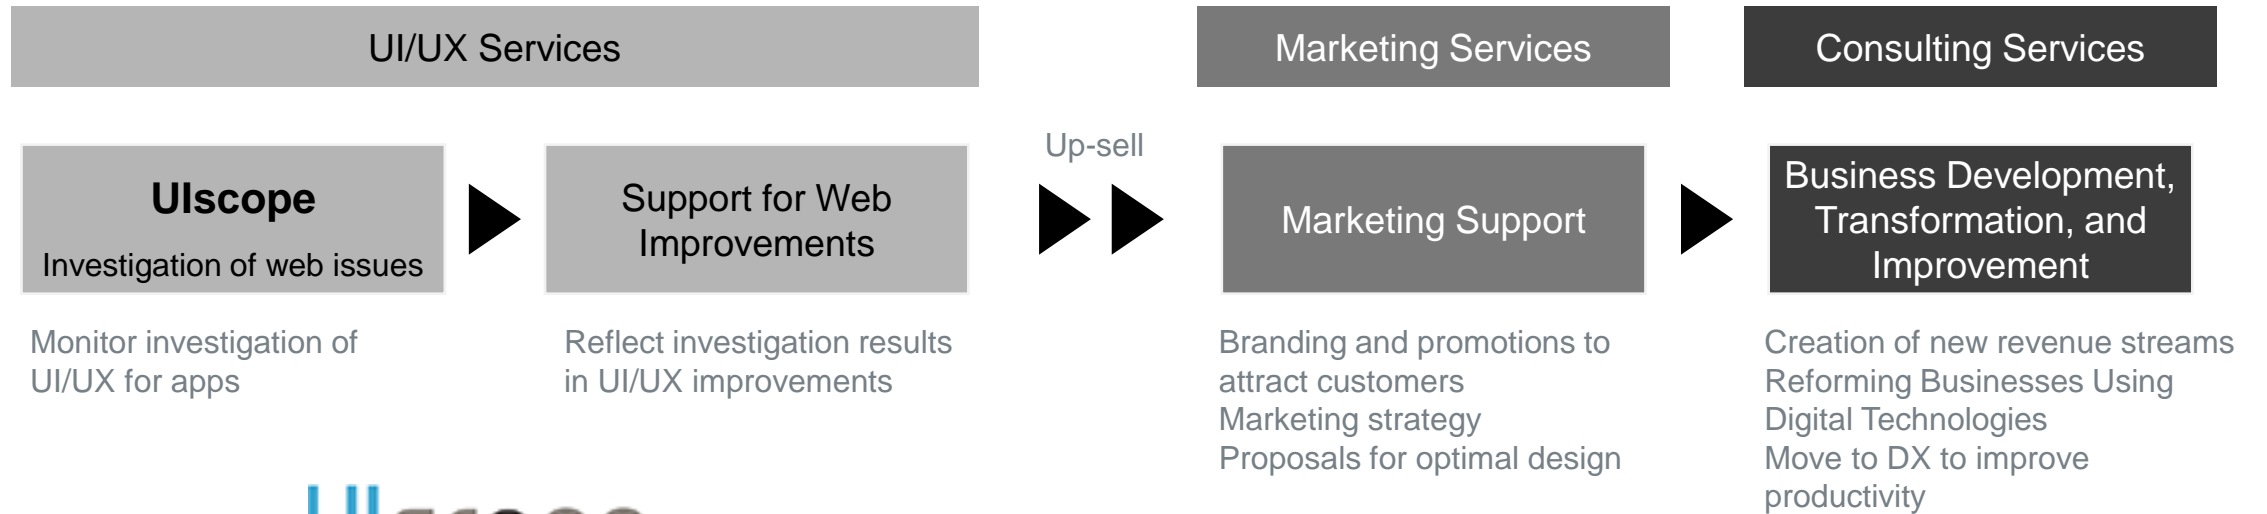 UI/UX Services
Marketing Services
Consulting Services
UIscope
Investigation of web issues
Support for Web
Improvements
Up-sell
Marketing Support
Business Development,
Transformation, and
Improvement
Monitor investigation of
UI/UX for apps
Reflect investigation results
in UI/UX improvements
Branding and promotions to
attract customers
Marketing strategy
Proposals for optimal design
Creation of new revenue streams
Reforming Businesses Using
Digital Technologies
Move to DX to improve
productivity
UIscope